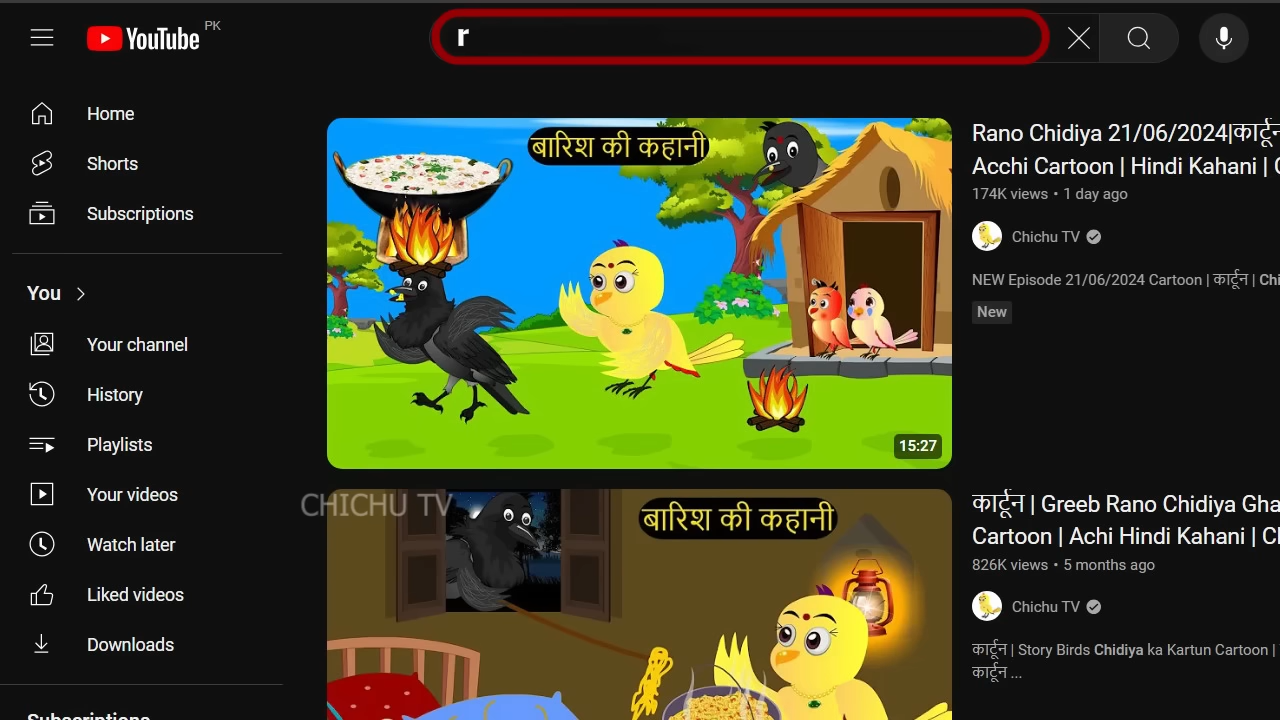 YouTube PK
r
Home
Shorts
Subscriptions
You
Your channel
History
Playlists
Your videos
Watch later
Liked videos
Downloads
बारिश की कहानी
15:27
Rano Chidiya 21/06/2024|कार्टून
Acchi Cartoon | Hindi Kahani |
174K views • 1 day ago
Chichu TV
NEW Episode 21/06/2024 Cartoon | कार्टून | Chi
New
CHICHU TV
बारिश की कहानी
कार्टून | Greeb Rano Chidiya Gha
Cartoon | Achi Hindi Kahani |
826K views • 5 months ago
Chichu TV
कार्टून | Story Birds Chidiya ka Kartun Cartoon |
कार्टून ...
Subscriptions